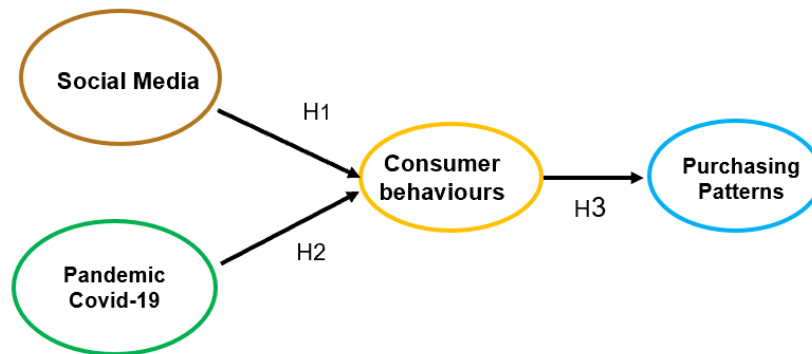 Social Media
H1
Consumer
behaviours
Purchasing
Patterns
H3
H2
Pandemic
Covid-19